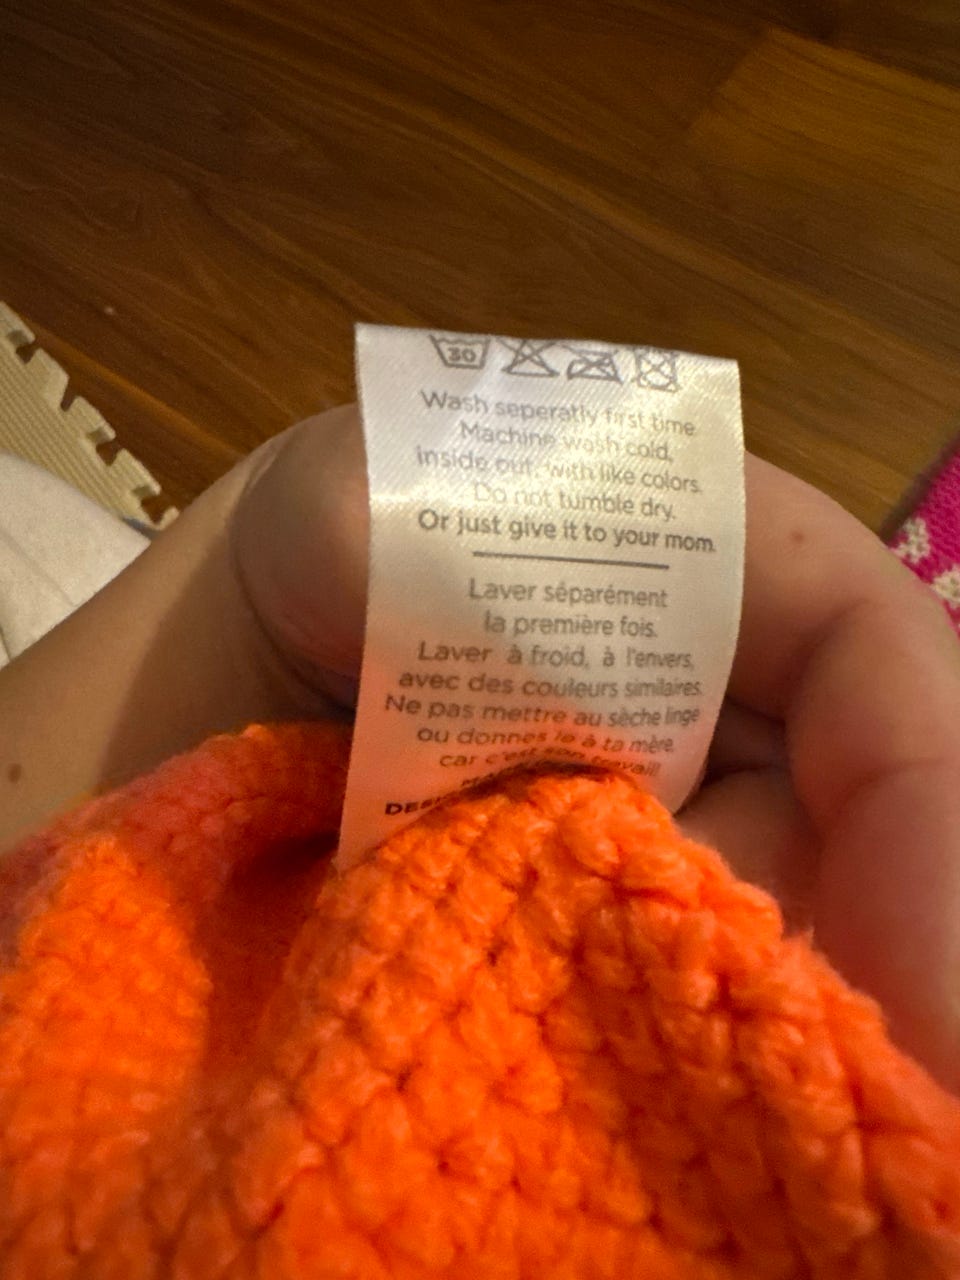 30
Wash seperatly first time
Machine wash cold,
inside out, with like colors.
Do not tumble dry.
Or just give it to your mom.
Laver séparément
la première fois.
Laver à froid, à l'envers,
avec des couleurs similaires.
Ne pas mettre au sèche linge
ou donnes le à ta mère,
car c'est son travail!